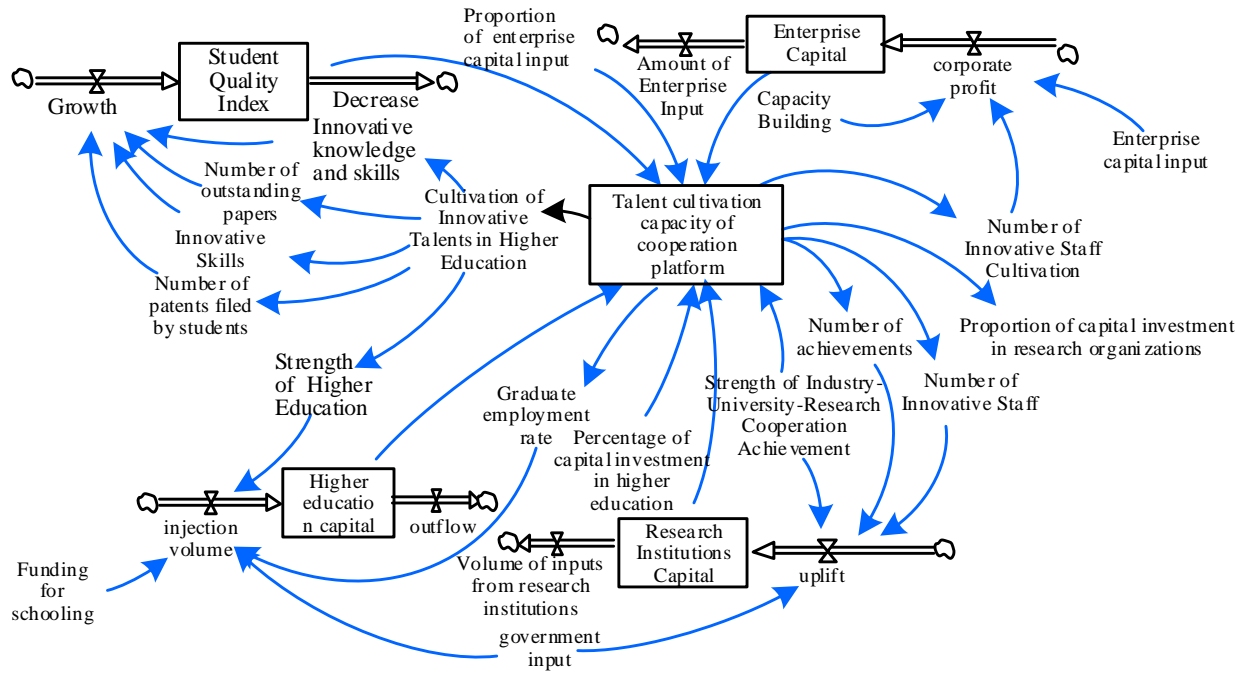 Proportion
of enterprise
capital input
Student
Quality
Index
Growth
Decrease
Enterprise
Capital
Amount of
Enterprise
Input
corporate
profit
Capacity
Building
Enterprise
capital input
Innovative
knowledge
and skills
Number of
outstanding
papers
Innovative
Skills
Number of
patents filed
by students
Cultivation of
Innovative
Talents in Higher
Education
Talent cultivation
capacity of
cooperation
platform
Number of
Innovative Staff
Cultivation
Number of
achievements
Proportion of capital investment
in research organizations
Strength
of Higher
Education
Graduate
employment
rate
Strength of Industry-
University-Research
Cooperation
Achievement
Number of
Innovative Staff
Percentage of
capital investment
in higher
education
Higher
educatio
n capital
injection
volume
outflow
Research
Institutions
Capital
Volume of inputs
from research
institutions
uplift
Funding
for
schooling
government
input